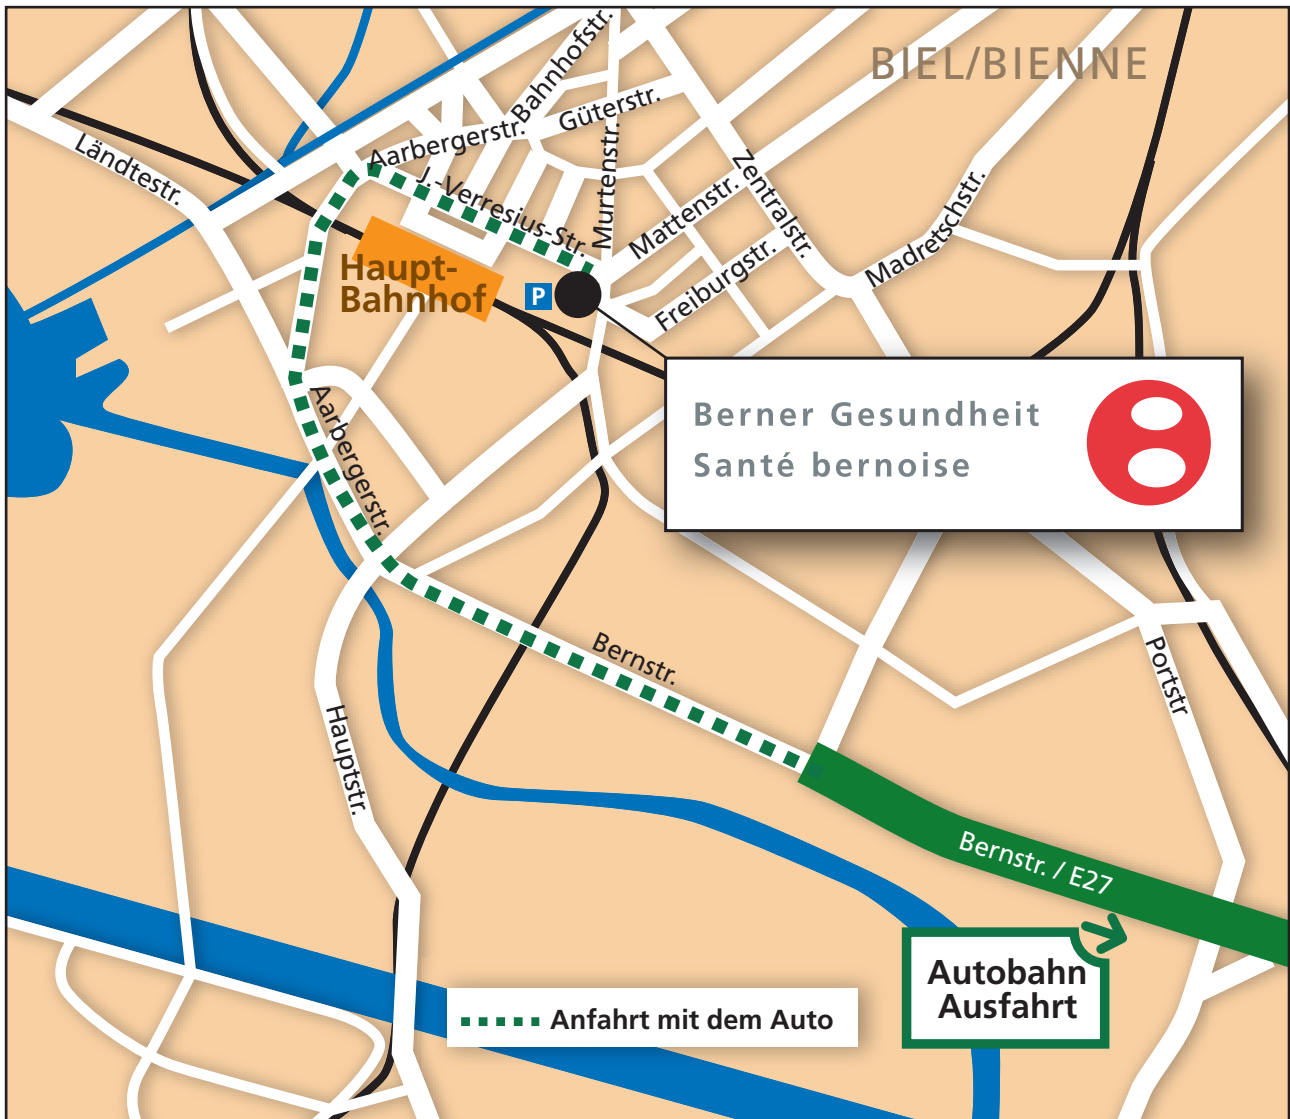 BIEL/BIENNE
Bahnhofstr.
Güterstr.
Aarbergerstr.
Ländtestr.
J.-Verresius-Str.
Murtenstr.
Mattenstr.
Zentralstr.
Madretschstr.
Freiburgstr.
Haupt-
Bahnhof
P
Berner Gesundheit
Santé bernoise
Aarbergerstr.
Bernstr.
Portstr
Hauptstr.
Bernstr. / E27
Autobahn
Ausfahrt
Anfahrt mit dem Auto